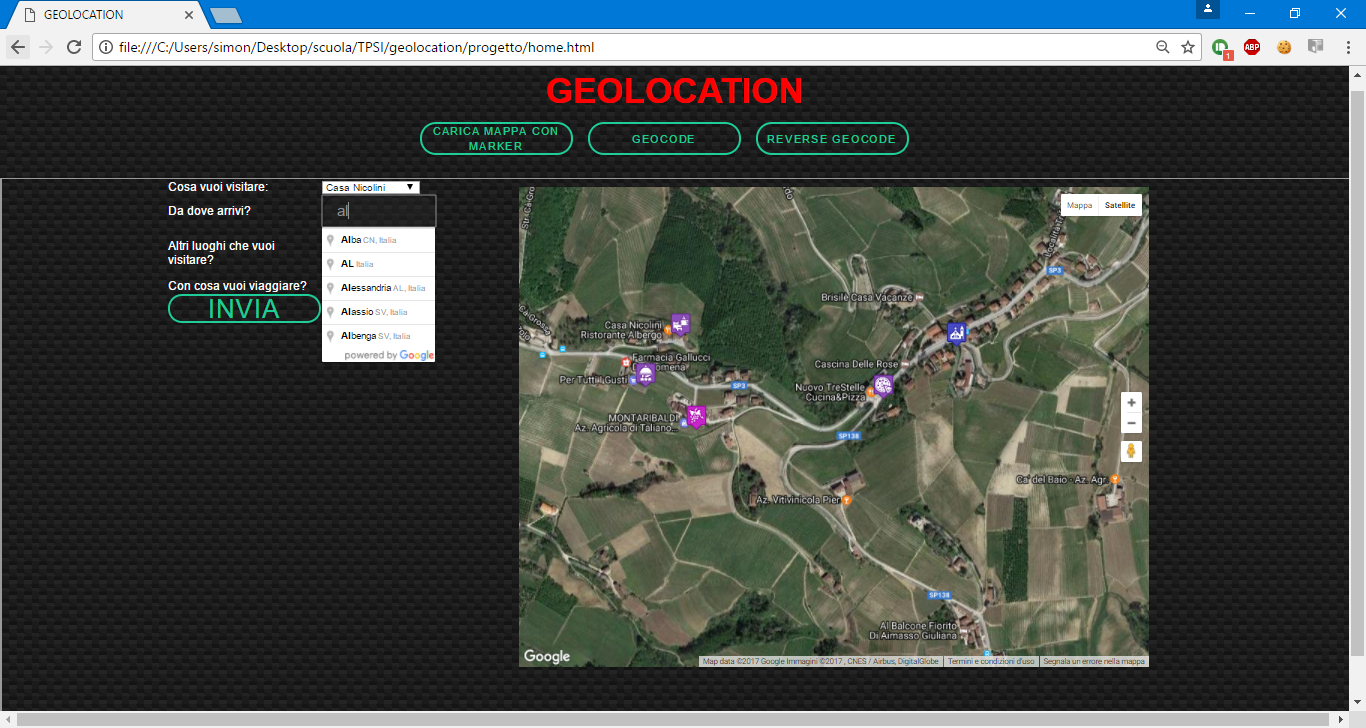 GEOLOCATION
file:///C:/Users/simon/Desktop/scuola/TPSI/geolocation/progetto/home.html
1
ABP
GEOLOCATION
CARICA MAPPA CON
MARKER
GEOCODE
REVERSE GEOCODE
Cosa vuoi visitare:
Casa Nicolini
Da dove arrivi?
al
Alba CN, Italia
AL Italia
Alessandria AL, Italia
Alassio SV, Italia
Albenga SV, Italia
powered by Google
Altri luoghi che vuoi
visitare?
Con cosa vuoi viaggiare?
INVIA
Mappa
Satellite
SP3
Brisile Casa Vacanze
Casa Nicolini
Ristorante Albergo
Farmacia Gallucci
Per Tutti I Gusti
SP3
Cascina Delle Rose
Nuovo TreStelle
Cucina&Pizza
MONTARIBALDI
Az. Agricola di Taliano...
SP138
Ca' del Baio - Az. Agr.
Az. Vitivinicola Pier
SP138
Al Balcone Fiorito
Di Aimasso Giuliana
Google
Map data ©2017 Google Immagini ©2017 , CNES / Airbus, DigitalGlobe
Termini e condizioni d'uso
Segnala un errore nella mappa